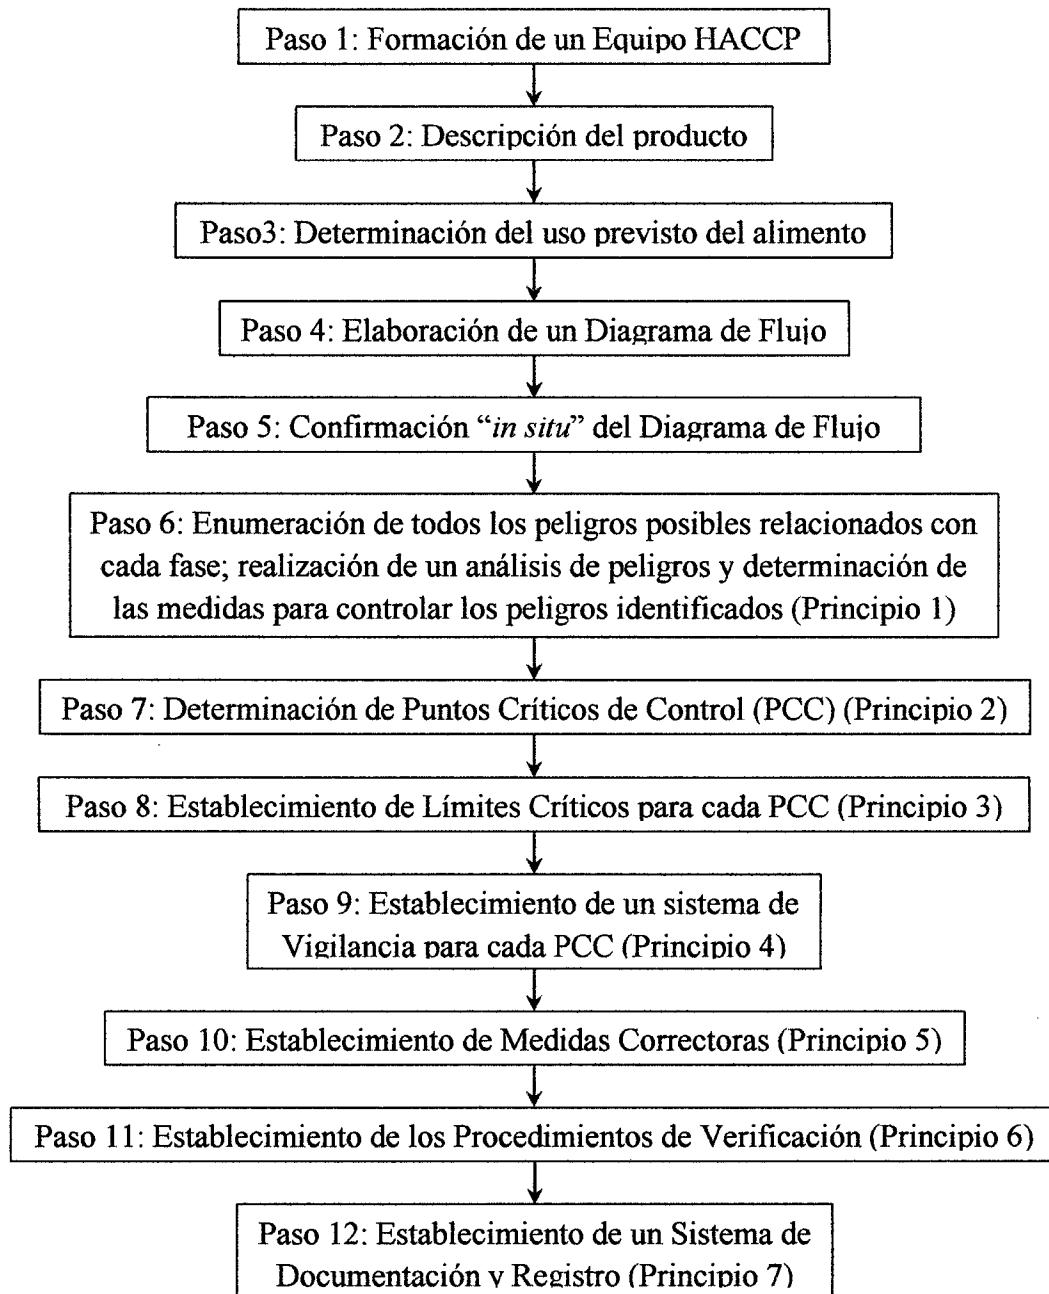 Paso 1: Formación de un Equipo HACCP
Paso 2: Descripción del producto
Paso3: Determinación del uso previsto del alimento
Paso 4: Elaboración de un Diagrama de Flujo
Paso 5: Confirmación “in situ” del Diagrama de Flujo
Paso 6: Enumeración de todos los peligros posibles relacionados con
cada fase; realización de un análisis de peligros y determinación de
las medidas para controlar los peligros identificados (Principio 1)
Paso 7: Determinación de Puntos Críticos de Control (PCC) (Principio 2)
Paso 8: Establecimiento de Límites Críticos para cada PCC (Principio 3)
Paso 9: Establecimiento de un sistema de
Vigilancia para cada PCC (Principio 4)
Paso 10: Establecimiento de Medidas Correctoras (Principio 5)
Paso 11: Establecimiento de los Procedimientos de Verificación (Principio 6)
Paso 12: Establecimiento de un Sistema de
Documentación y Registro (Principio 7)